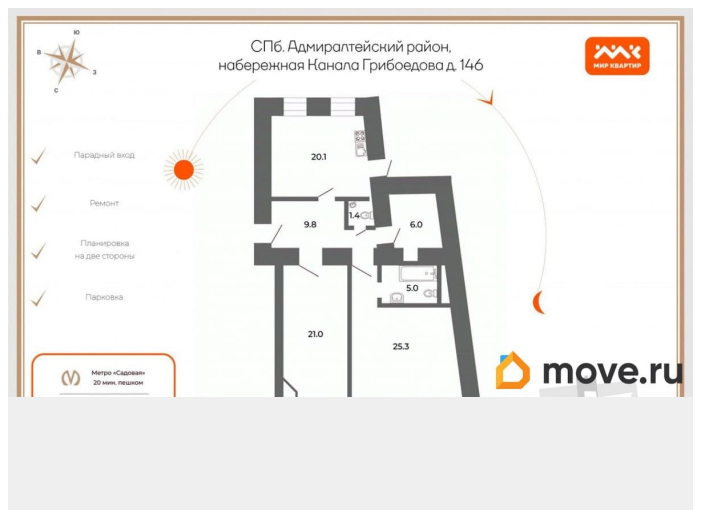 Ю
В
З
С
СПб. Адмиралтейский район,
набережная Канала Грибоедова д. 146
МИР КВАРТИР
Парадный вход
Ремонт
Планировка
на две стороны
Парковка
20.1
1.4
9.8
6.0
5.0
21.0
25.3
Метро «Садовая»
20 мин. пешком
move.ru